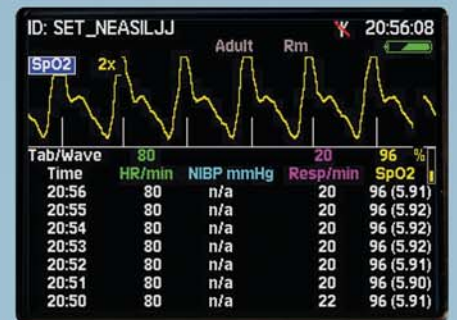 ID: SET_NEASILJJ 20:56:08
Adult Rm
SpO2 2x
Tab/Wave 80 20 96 %
Time HR/min NIBP mmHg Resp/min SpO2
20:56 80 n/a 20 96 (5.91)
20:55 80 n/a 20 96 (5.92)
20:54 80 n/a 20 96 (5.92)
20:53 80 n/a 20 96 (5.92)
20:52 80 n/a 20 96 (5.91)
20:51 80 n/a 20 96 (5.90)
20:50 80 n/a 22 96 (5.91)